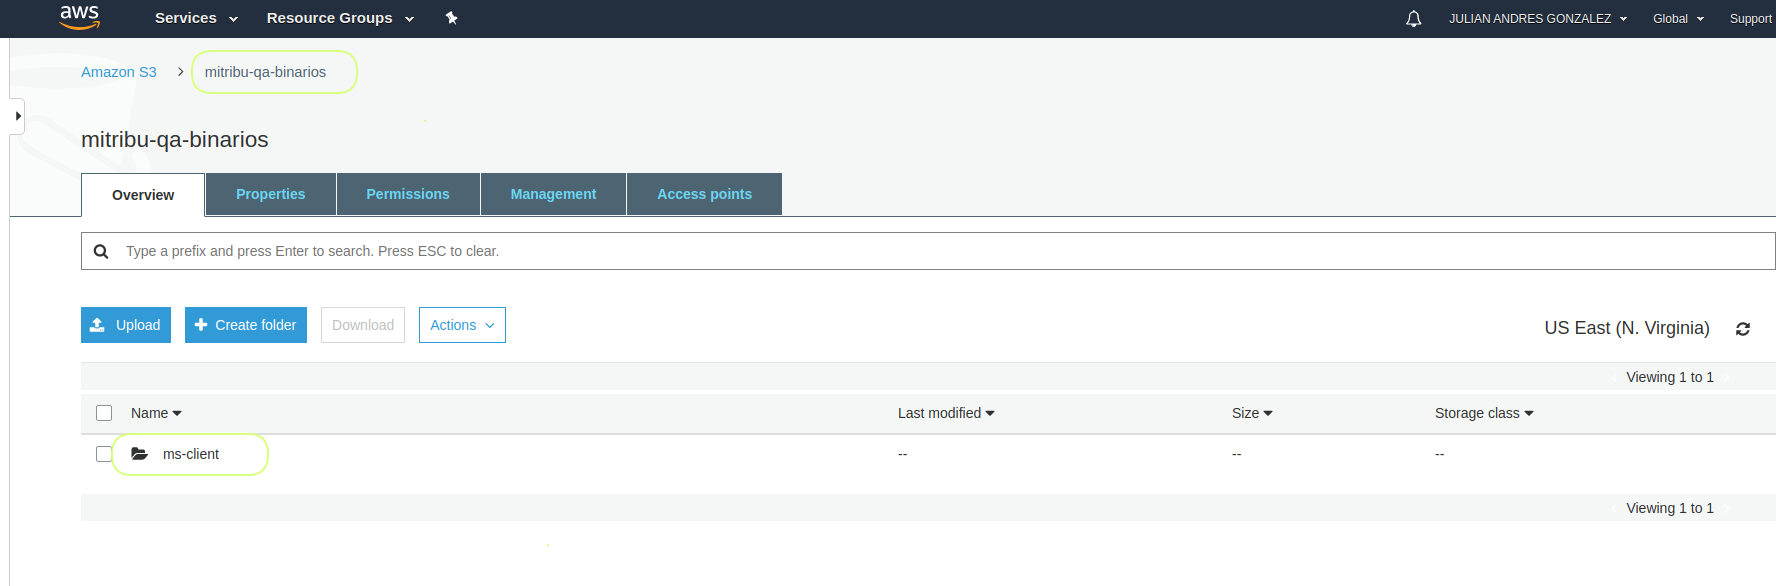 aws Services Resource Groups JULIAN ANDRES GONZALEZ Global Support
Amazon S3 > mitribu-qa-binarios
mitribu-qa-binarios
Overview Properties Permissions Management Access points
Type a prefix and press Enter to search. Press ESC to clear.
Upload Create folder Download Actions US East (N. Virginia)
Viewing 1 to 1
Name Last modified Size Storage class
ms-client -- -- --
Viewing 1 to 1